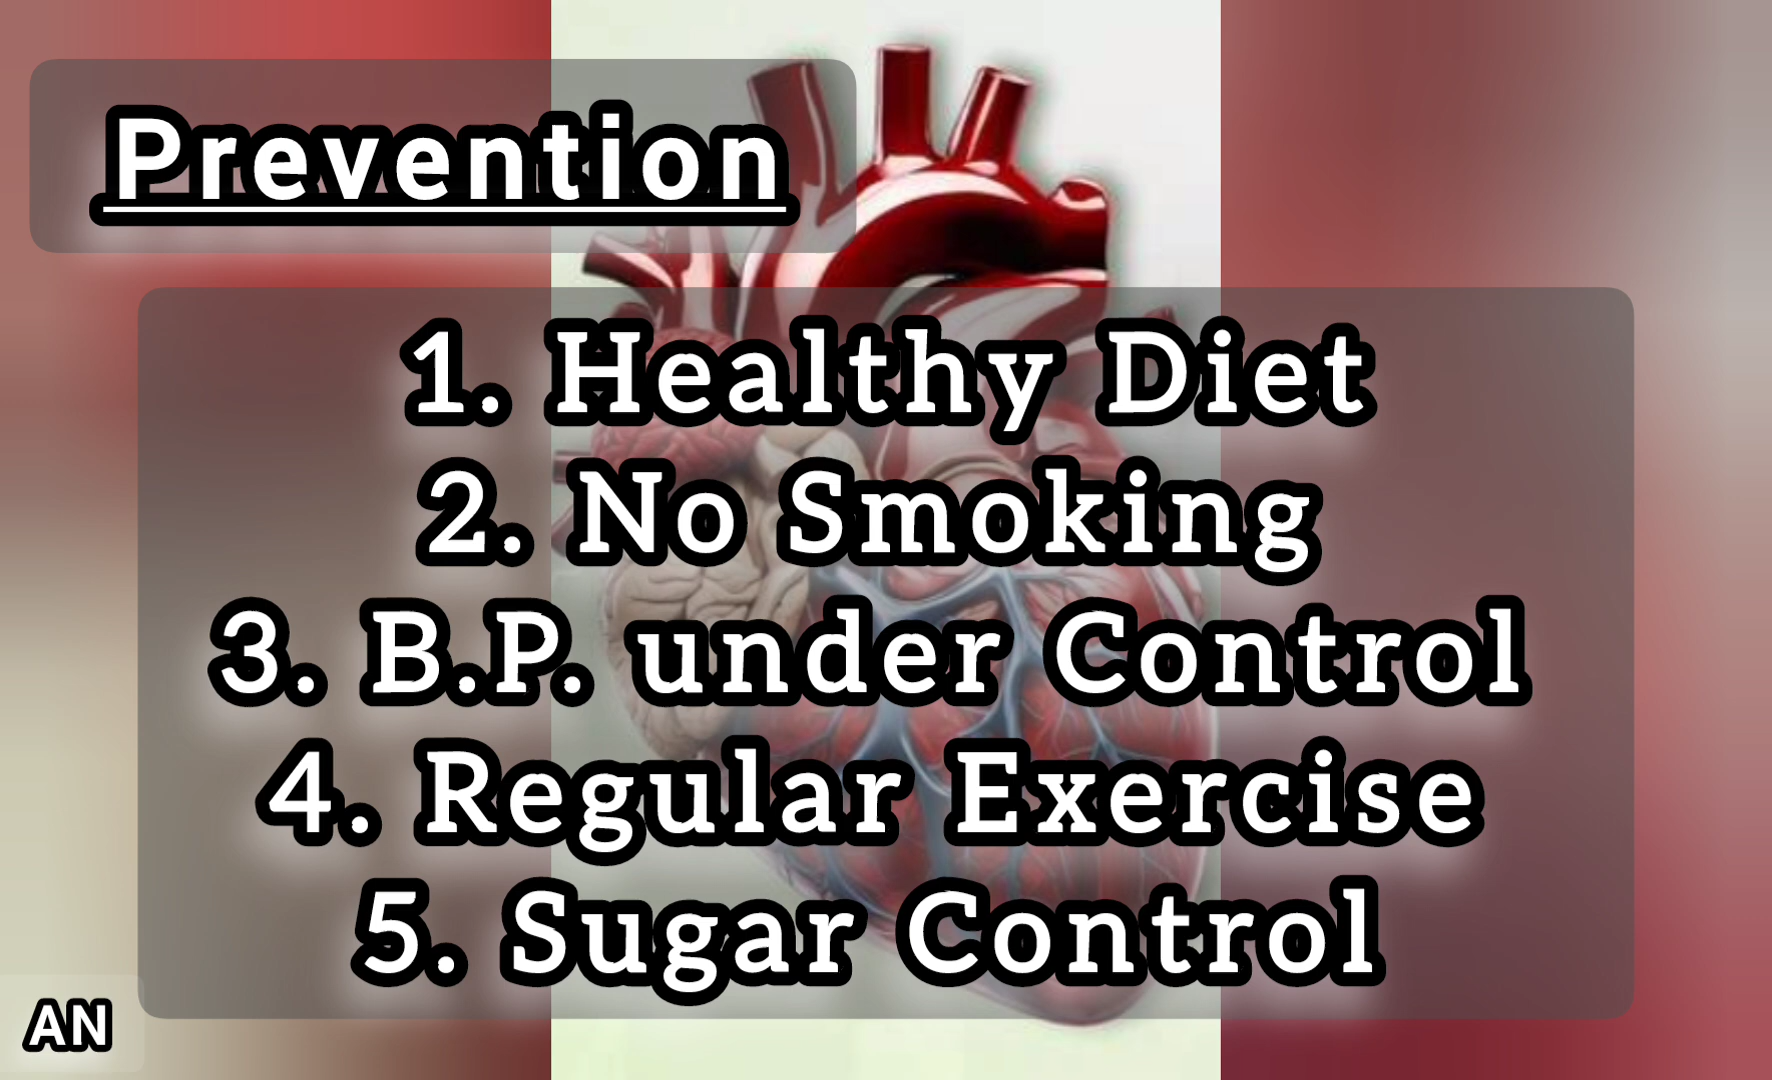 Prevention
1. Healthy Diet
2. No Smoking
3. B.P. under Control
4. Regular Exercise
5. Sugar Control
AN